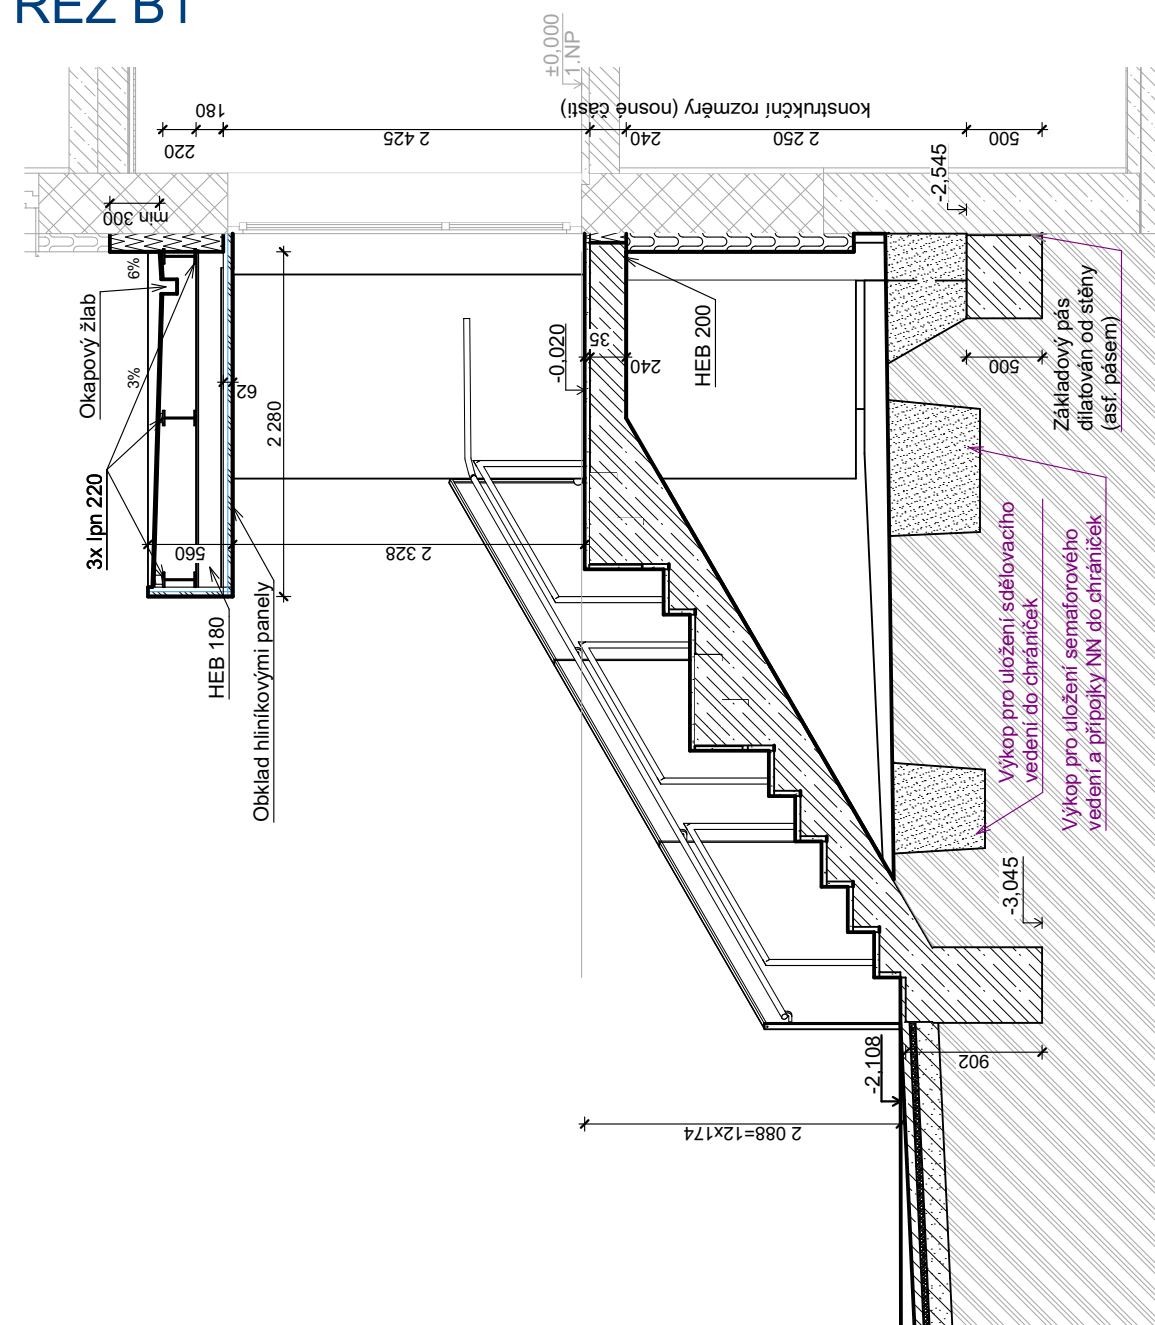 ŘEZ B1
±0,000
1.NP
konstrukční rozměry (nosné části)
180
220
2 425
240
2 250
500
-2,545
min 300
6%
3%
Okapový žlab
3x Ipn 220
62
2 280
560
2 328
-0,020
35
240
HEB 200
500
Základový pás
dilatován od stěny
(asf. pásem)
HEB 180
Obklad hliníkovými panely
Výkop pro uložení sdělovacího
vedení do chrániček
Výkop pro uložení semaforového
vedení a přípojky NN do chrániček
-3,045
-2,108
902
2 088=12x174